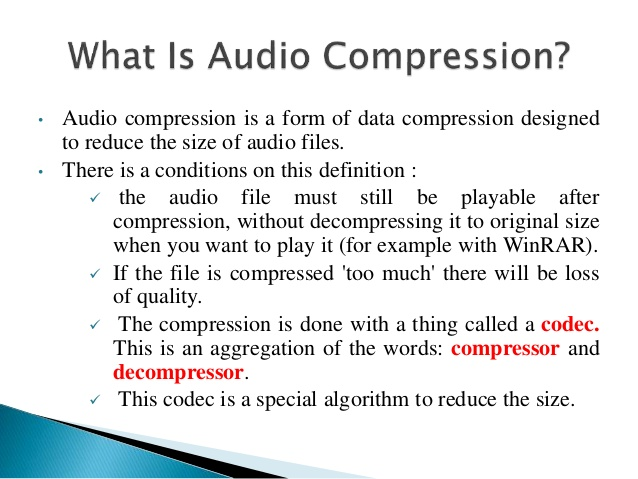 What Is Audio Compression?
• Audio compression is a form of data compression designed
to reduce the size of audio files.
• There is a conditions on this definition :
✓ the audio file must still be playable after
compression, without decompressing it to original size
when you want to play it (for example with WinRAR).
✓ If the file is compressed 'too much' there will be loss
of quality.
✓ The compression is done with a thing called a codec.
This is an aggregation of the words: compressor and
decompressor.
✓ This codec is a special algorithm to reduce the size.